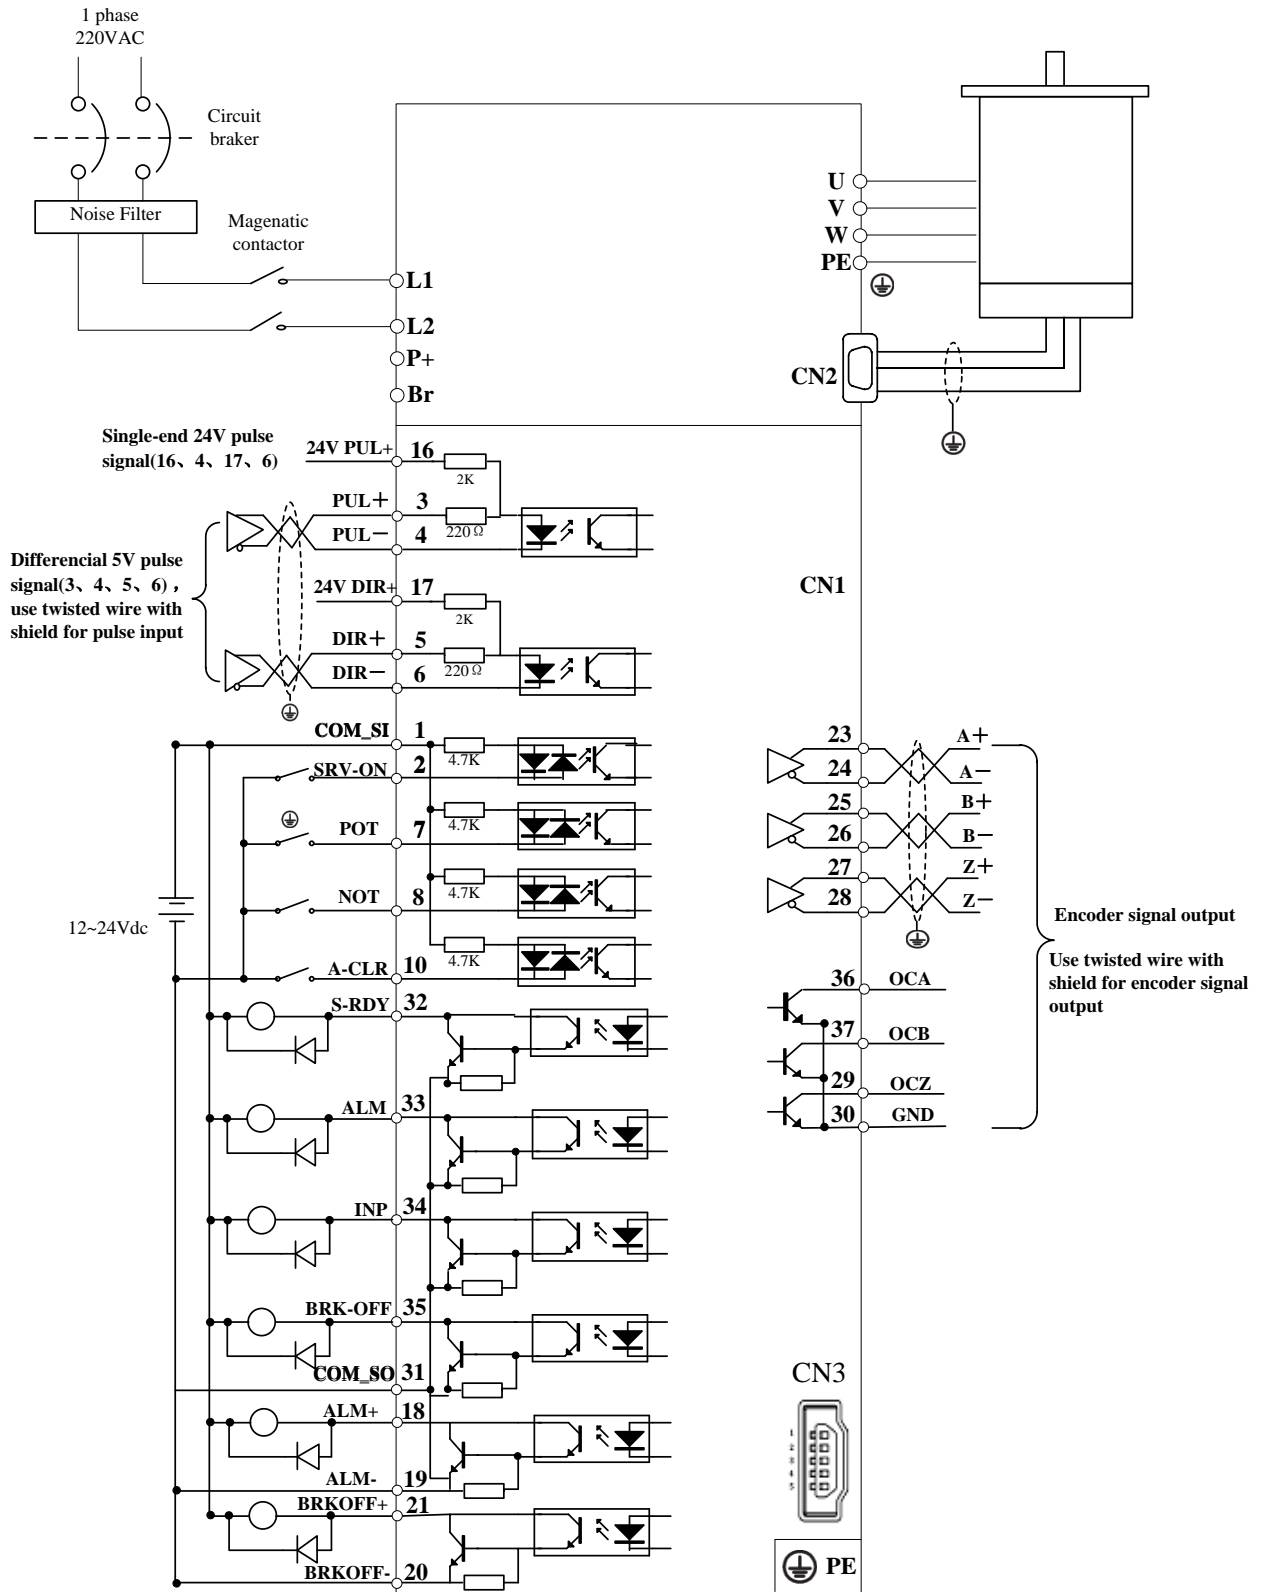 1 phase
220VAC
Circuit
braker
Noise Filter
Magenatic
contactor
L1
L2
P+
Br
U
V
W
PE
CN2
Single-end 24V pulse
signal(16、4、17、6)
24V PUL+ 16
2K
PUL+ 3
220Ω
PUL- 4
Differencial 5V pulse
signal(3、4、5、6)，
use twisted wire with
shield for pulse input
24V DIR+ 17
2K
DIR+ 5
220Ω
DIR- 6
CN1
COM_SI 1
4.7K
SRV-ON 2
4.7K
POT 7
4.7K
NOT 8
4.7K
A-CLR 10
12~24Vdc
S-RDY 32
ALM 33
INP 34
BRK-OFF 35
COM_SO 31
ALM+ 18
ALM- 19
BRKOFF+ 21
BRKOFF- 20
23 A+
24 A-
25 B+
26 B-
27 Z+
28 Z-
36 OCA
37 OCB
29 OCZ
30 GND
Encoder signal output
Use twisted wire with
shield for encoder signal
output
CN3
1
2
3
4
5
PE